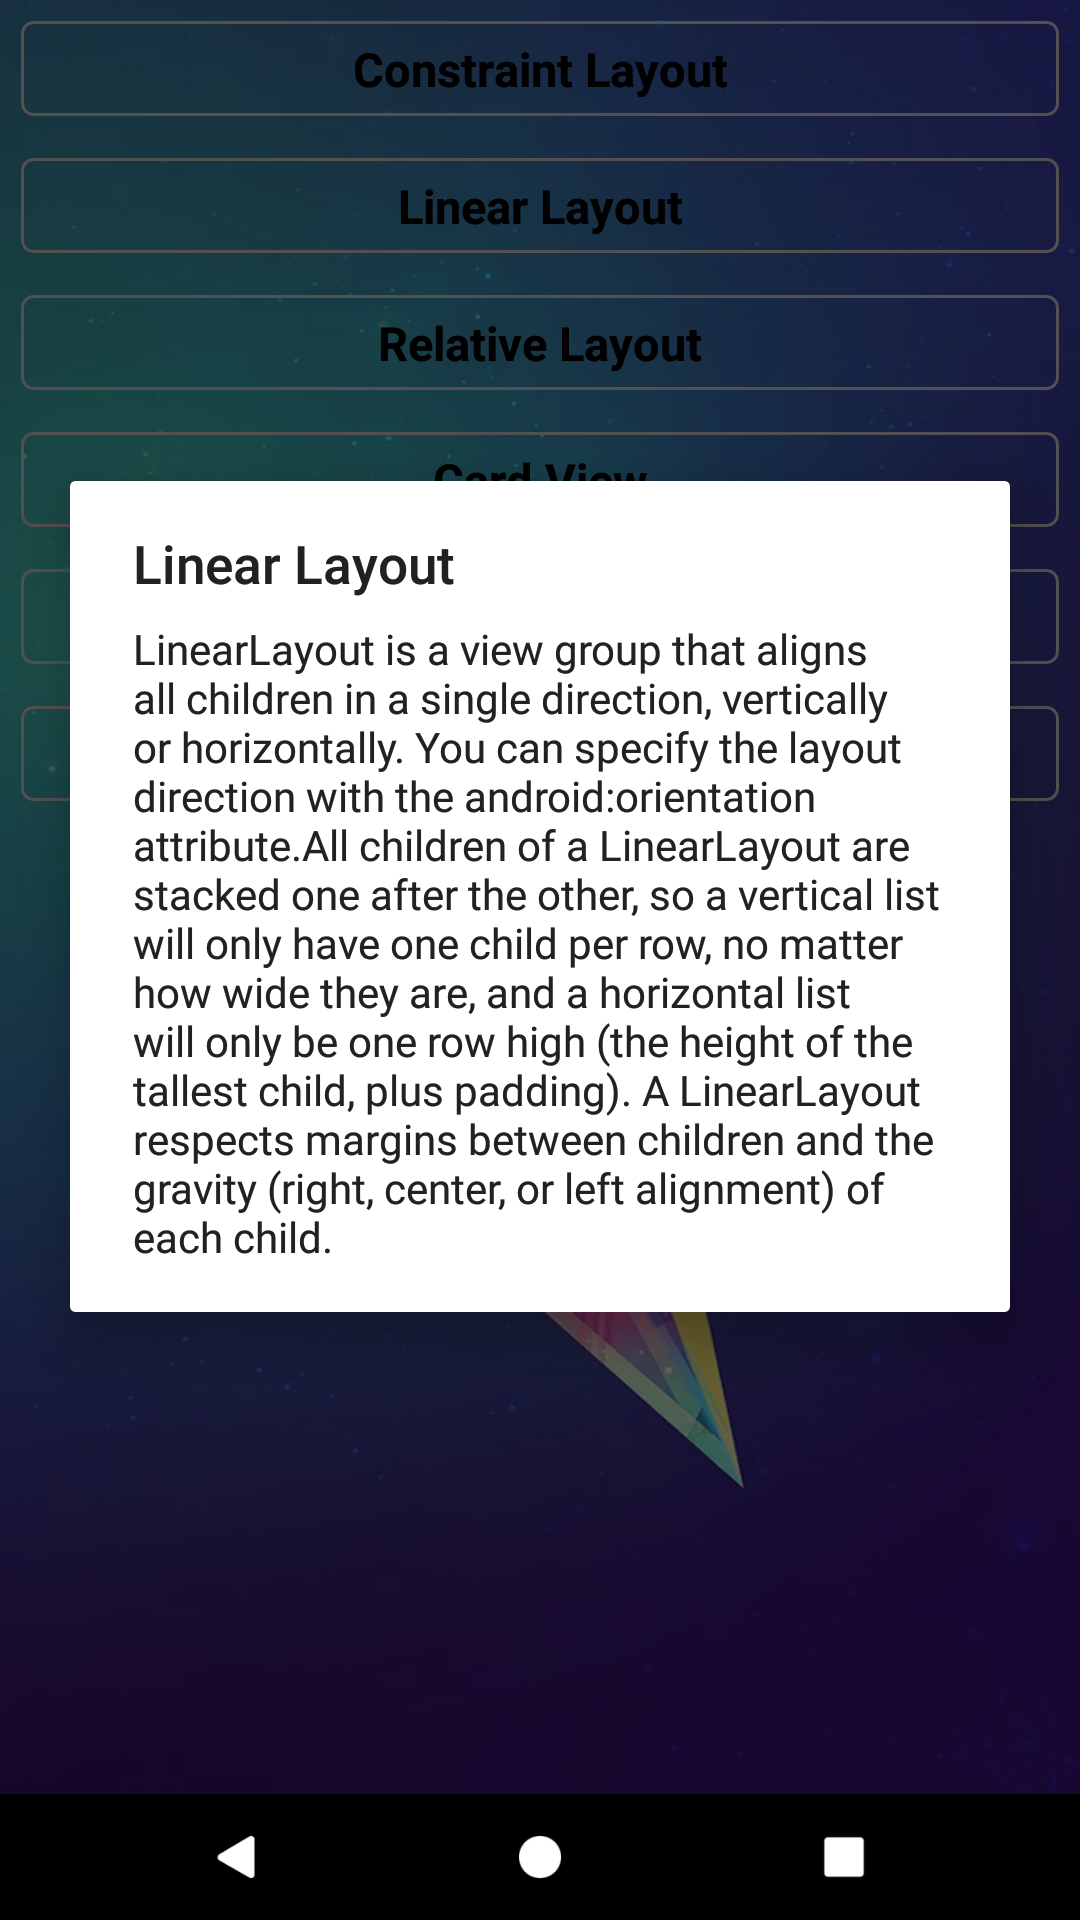 Constraint Layout
Linear Layout
Relative Layout
Card View
Linear Layout
LinearLayout is a view group that aligns
all children in a single direction, vertically
or horizontally. You can specify the layout
direction with the android:orientation
attribute.All children of a LinearLayout are
stacked one after the other, so a vertical list
will only have one child per row, no matter
how wide they are, and a horizontal list
will only be one row high (the height of the
tallest child, plus padding). A LinearLayout
respects margins between children and the
gravity (right, center, or left alignment) of
each child.